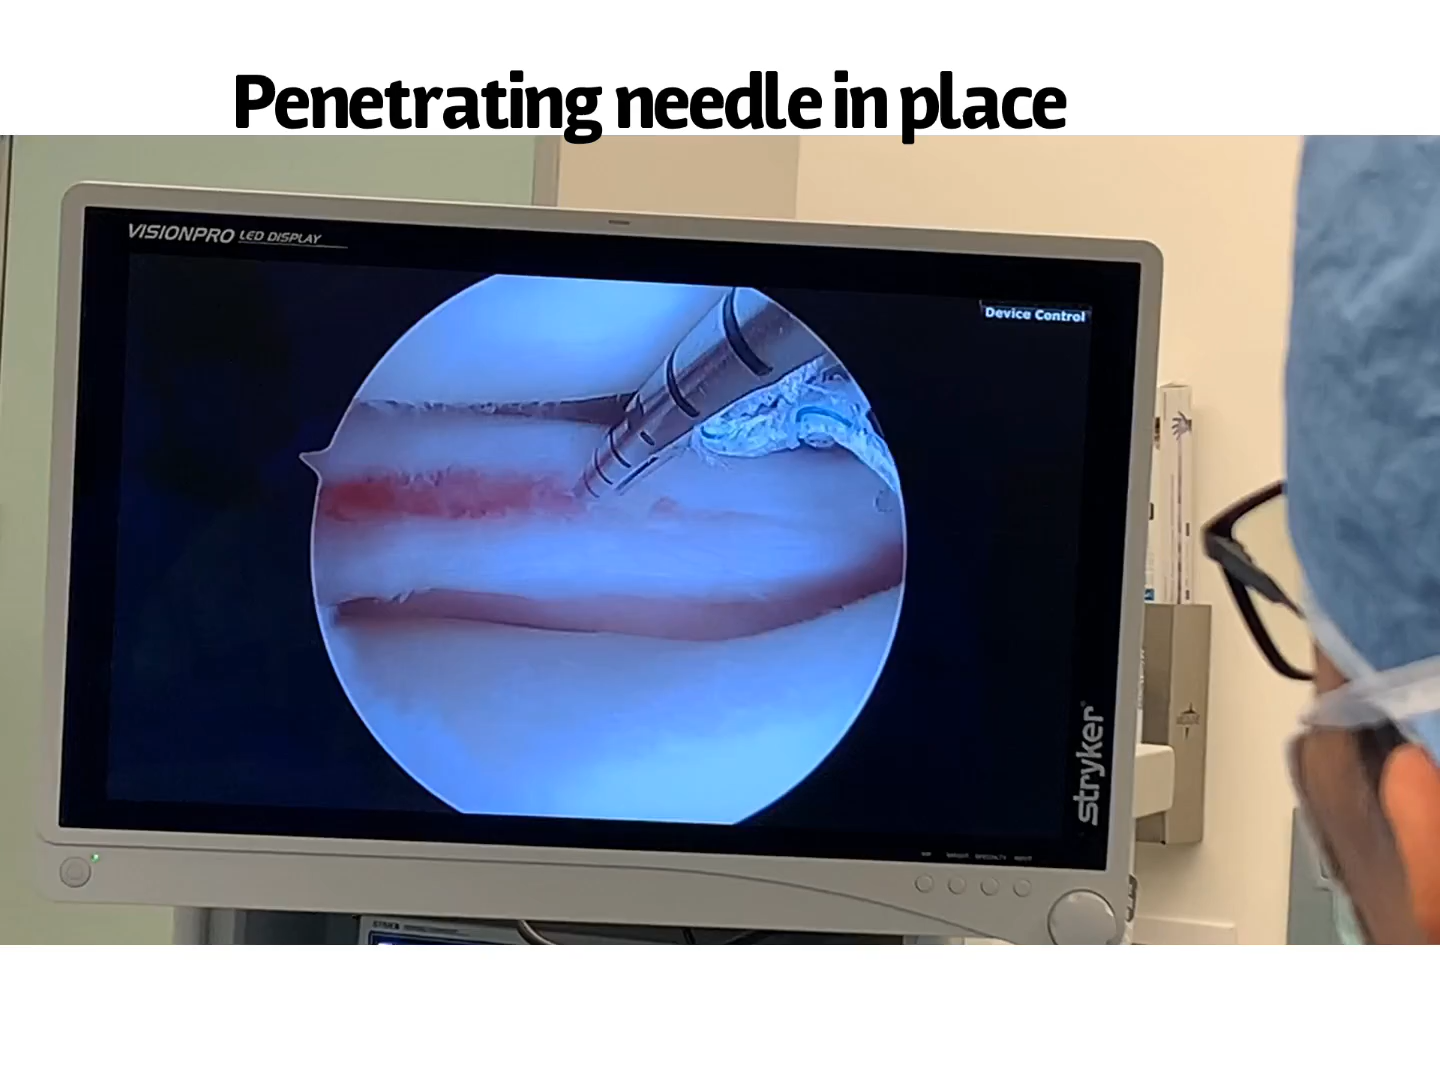 Penetrating needle in place
VISIONPRO LED DISPLAY
Device Control
stryker